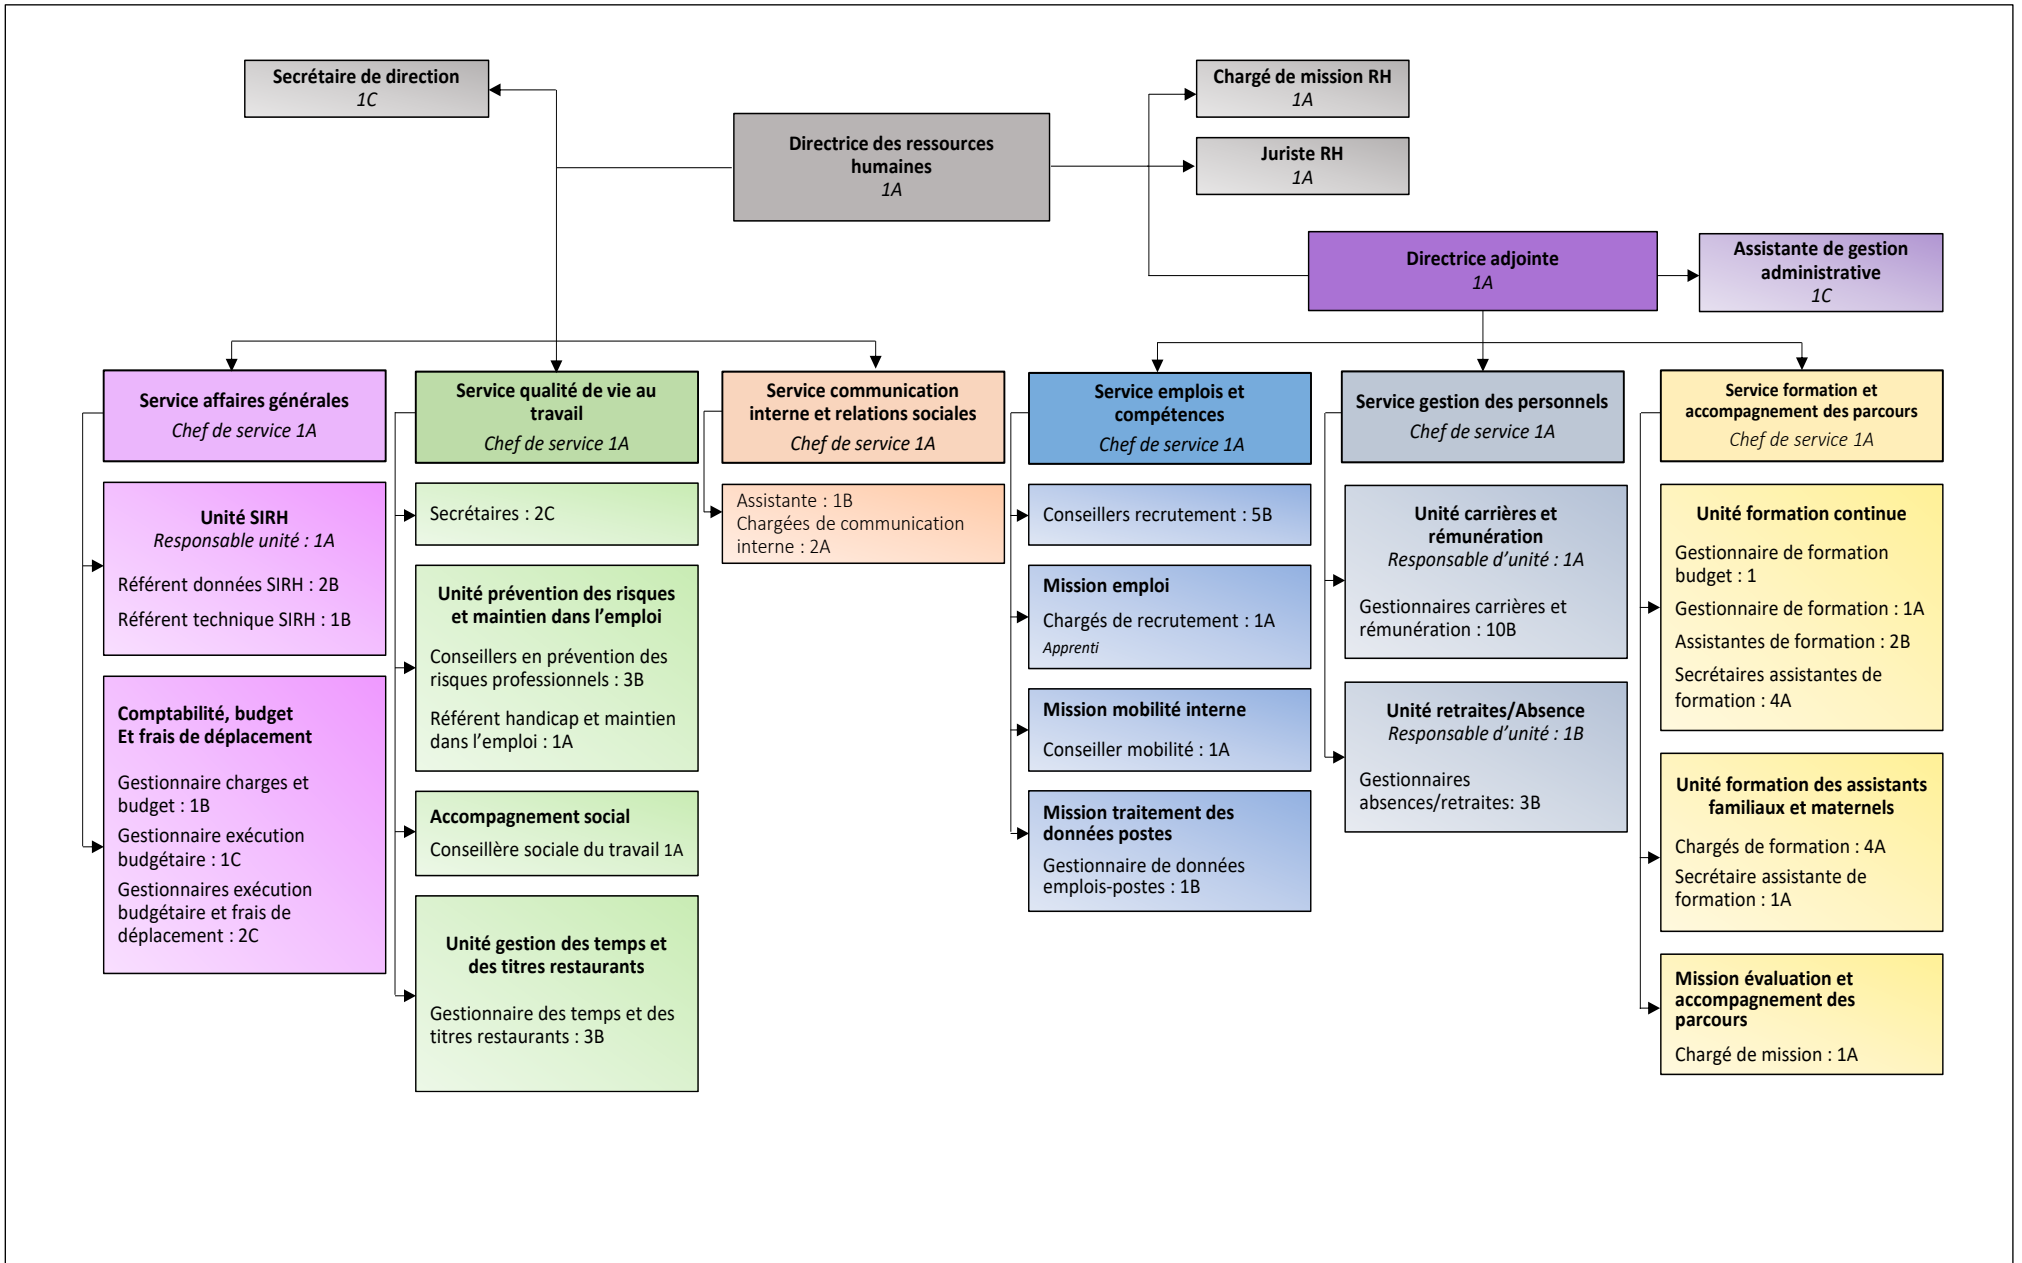 Secrétaire de direction
1C
Chargé de mission RH
1A
Directrice des ressources
humaines
1A
Juriste RH
1A
Directrice adjointe
1A
Assistante de gestion
administrative
1C
Service affaires générales
Chef de service 1A
Unité SIRH
Responsable unité : 1A
Référent données SIRH : 2B
Référent technique SIRH : 1B
Comptabilité, budget
Et frais de déplacement
Gestionnaire charges et
budget : 1B
Gestionnaire exécution
budgétaire : 1C
Gestionnaires exécution
budgétaire et frais de
déplacement : 2C
Service qualité de vie au
travail
Chef de service 1A
Secrétaires : 2C
Unité prévention des risques
et maintien dans l’emploi
Conseillers en prévention des
risques professionnels : 3B
Référent handicap et maintien
dans l’emploi : 1A
Accompagnement social
Conseillère sociale du travail 1A
Unité gestion des temps et
des titres restaurants
Gestionnaire des temps et des
titres restaurants : 3B
Service communication
interne et relations sociales
Chef de service 1A
Assistante : 1B
Chargées de communication
interne : 2A
Service emplois et
compétences
Chef de service 1A
Conseillers recrutement : 5B
Mission emploi
Chargés de recrutement : 1A
Apprenti
Mission mobilité interne
Conseiller mobilité : 1A
Mission traitement des
données postes
Gestionnaire de données
emplois-postes : 1B
Service gestion des personnels
Chef de service 1A
Unité carrières et
rémunération
Responsable d’unité : 1A
Gestionnaires carrières et
rémunération : 10B
Unité retraites/Absence
Responsable d’unité : 1B
Gestionnaires
absences/retraites: 3B
Service formation et
accompagnement des parcours
Chef de service 1A
Unité formation continue
Gestionnaire de formation
budget : 1
Gestionnaire de formation : 1A
Assistantes de formation : 2B
Secrétaires assistantes de
formation : 4A
Unité formation des assistants
familiaux et maternels
Chargés de formation : 4A
Secrétaire assistante de
formation : 1A
Mission évaluation et
accompagnement des
parcours
Chargé de mission : 1A